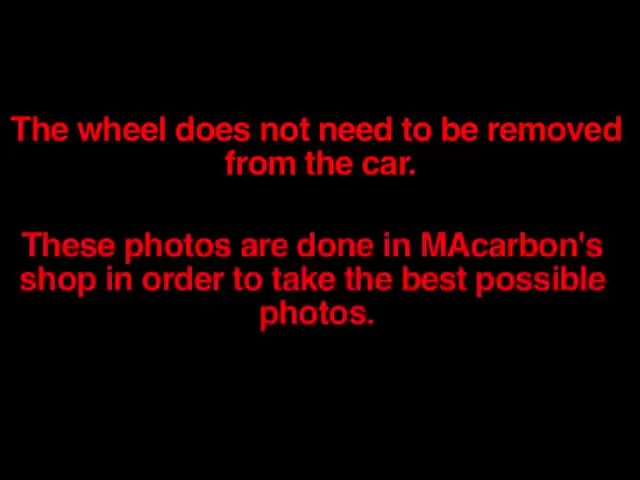 The wheel does not need to be removed
from the car.
These photos are done in MAcarbon's
shop in order to take the best possible
photos.